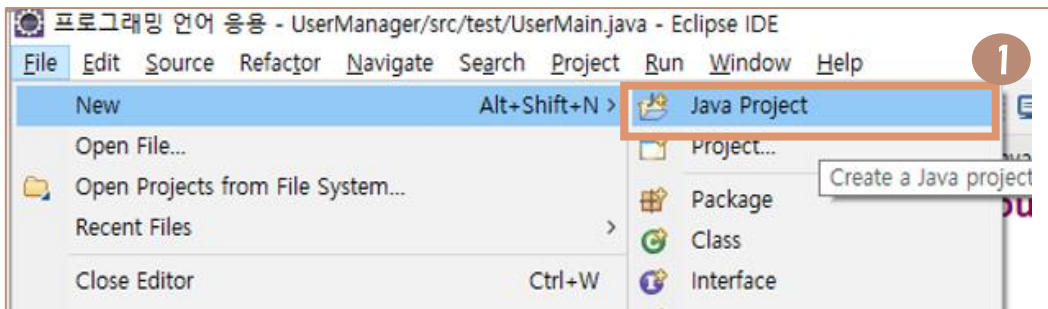 프로그래밍 언어 응용 - UserManager/src/test/UserMain.java - Eclipse IDE
File Edit Source Refactor Navigate Search Project Run Window Help
1
New Alt+Shift+N > Java Project
Open File... Project...
Create a Java project
Open Projects from File System... Package
Recent Files > Class
Close Editor Ctrl+W Interface